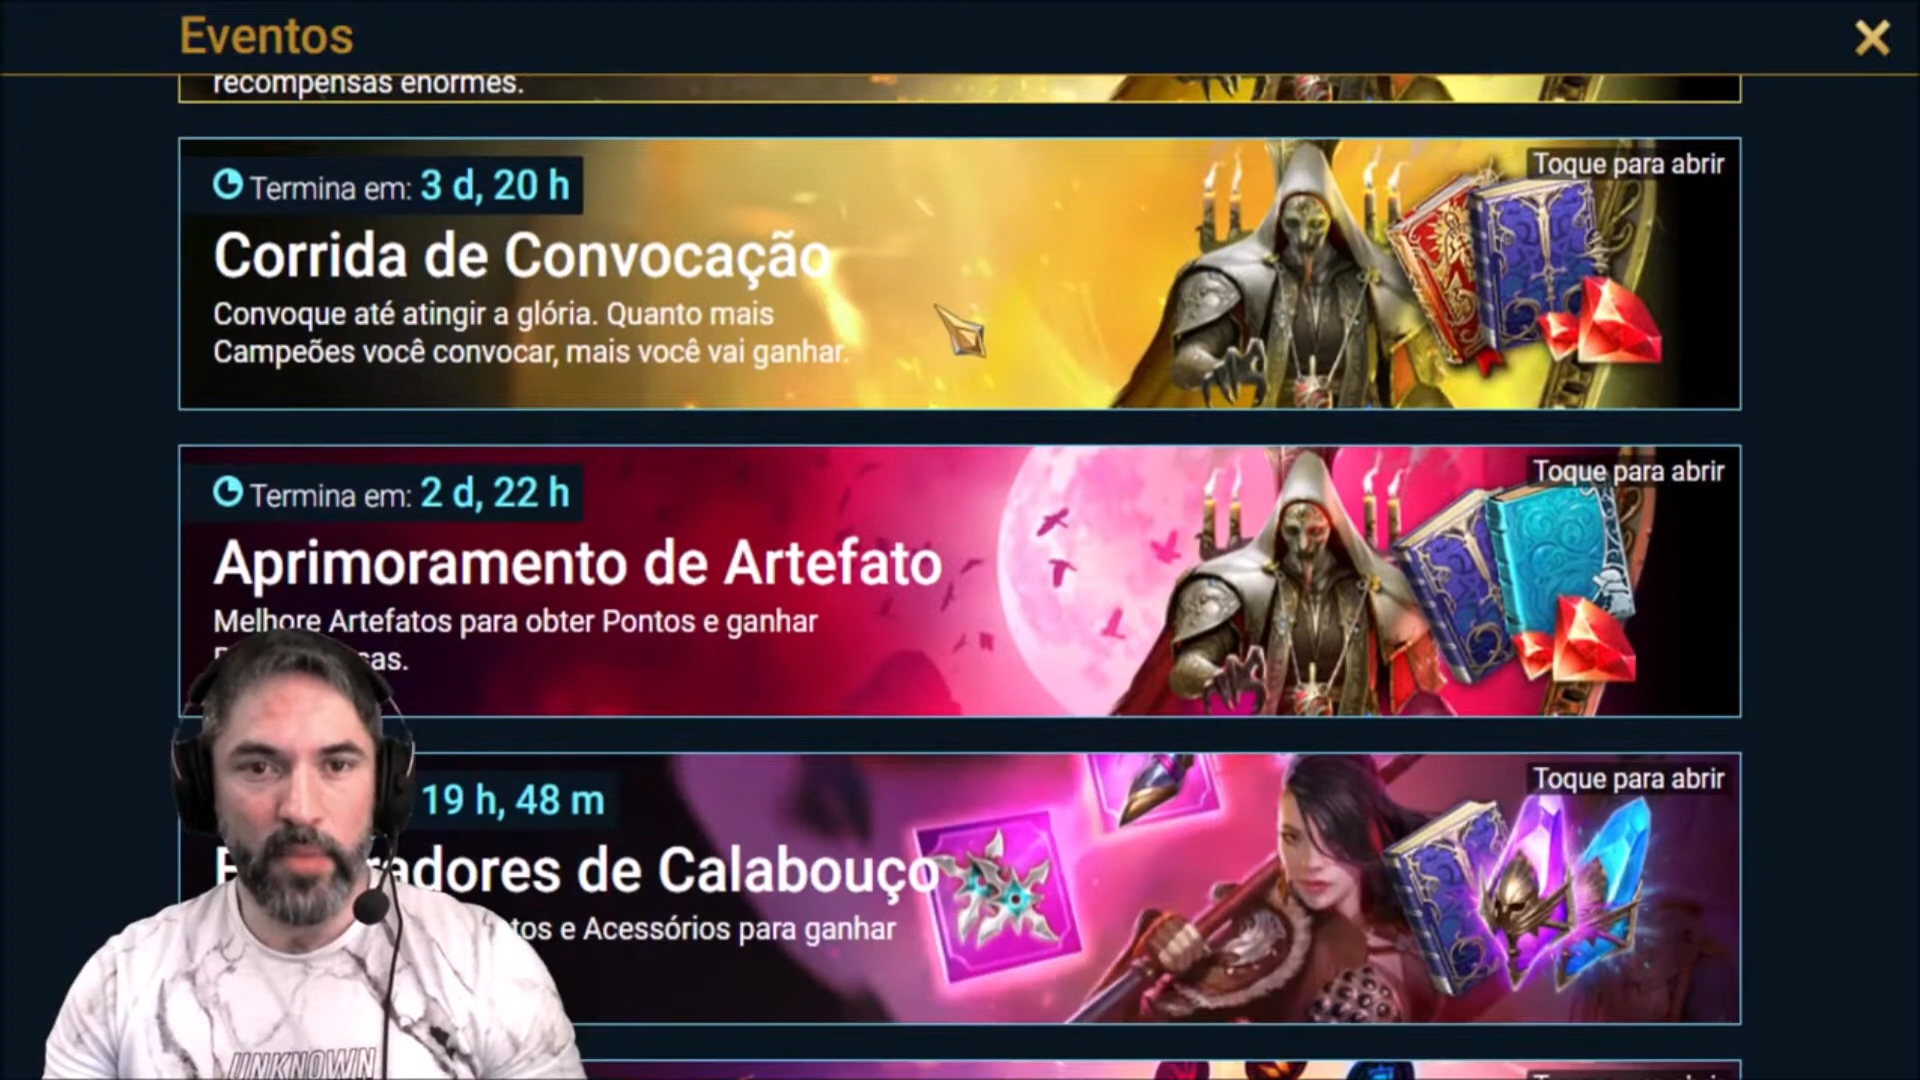 Eventos
recompensas enormes.
Toque para abrir
Termina em: 3 d, 20 h
Corrida de Convocação
Convoque até atingir a glória. Quanto mais
Campeões você convocar, mais você vai ganhar.
Toque para abrir
Termina em: 2 d, 22 h
Aprimoramento de Artefato
Melhore Artefatos para obter Pontos e ganhar
Toque para abrir
19 h, 48 m
de Calabouço
e Acessórios para ganhar
UNKNOWN